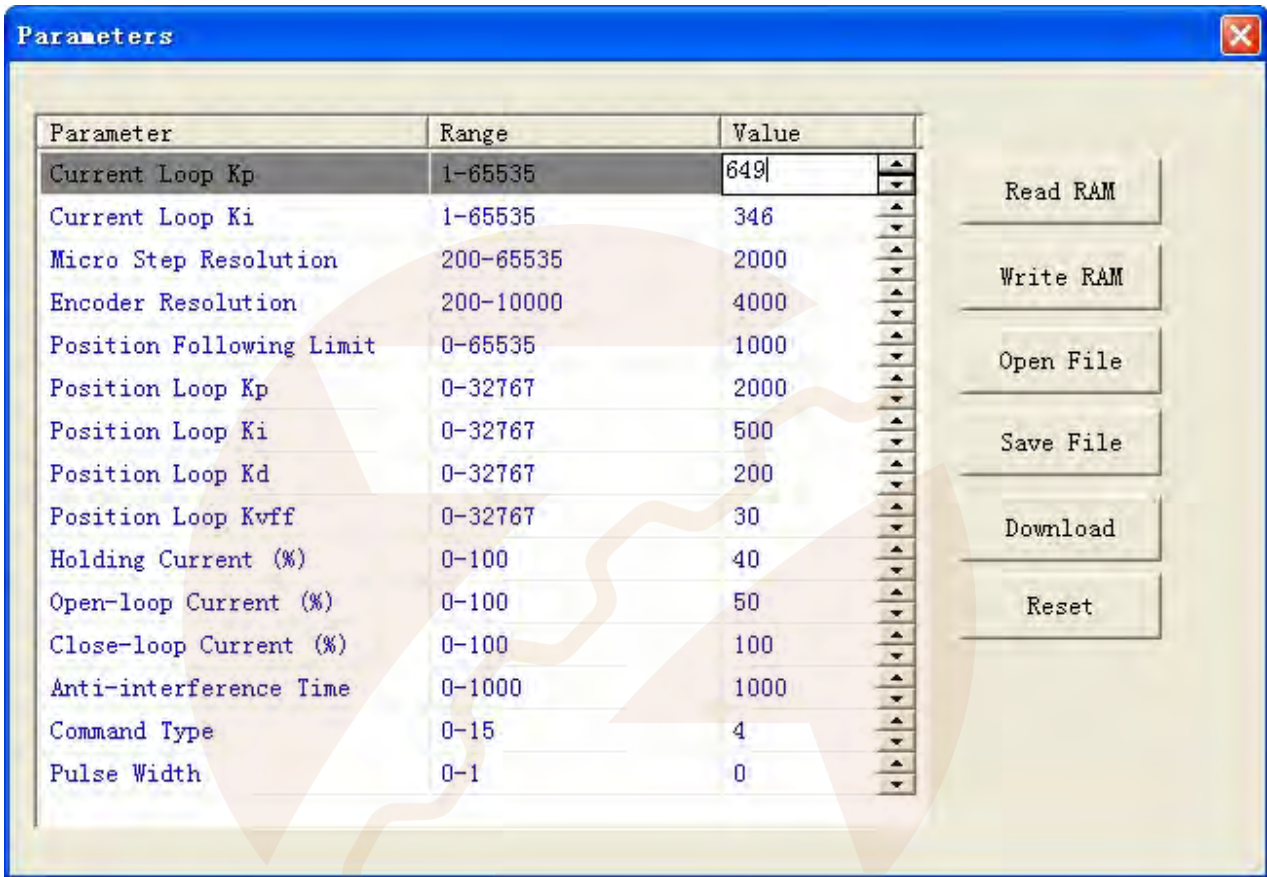 Parameters
Parameter Range Value
Current Loop Kp 1-65535 649
Current Loop Ki 1-65535 346
Micro Step Resolution 200-65535 2000
Encoder Resolution 200-10000 4000
Position Following Limit 0-65535 1000
Position Loop Kp 0-32767 2000
Position Loop Ki 0-32767 500
Position Loop Kd 0-32767 200
Position Loop Kvff 0-32767 30
Holding Current (%) 0-100 40
Open-loop Current (%) 0-100 50
Close-loop Current (%) 0-100 100
Anti-interference Time 0-1000 1000
Command Type 0-15 4
Pulse Width 0-1 0
Read RAM
Write RAM
Open File
Save File
Download
Reset